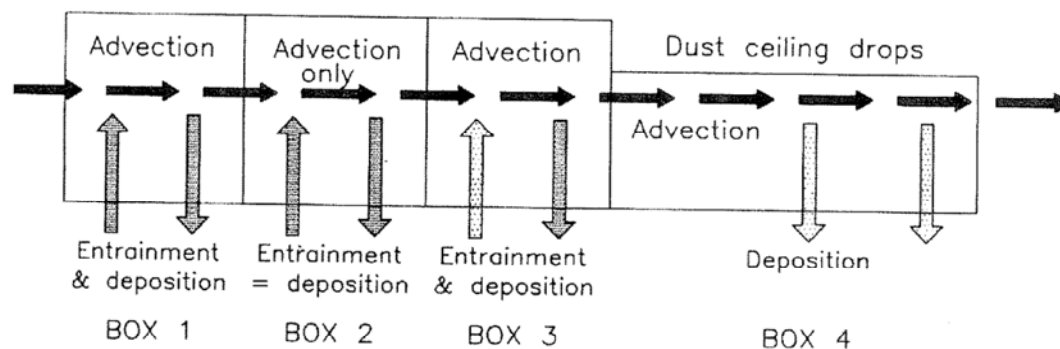 Advection
Advection
only
Advection
Dust ceiling drops
Advection
Entrainment
& deposition
Entrainment
= deposition
Entrainment
& deposition
Deposition
BOX 1
BOX 2
BOX 3
BOX 4